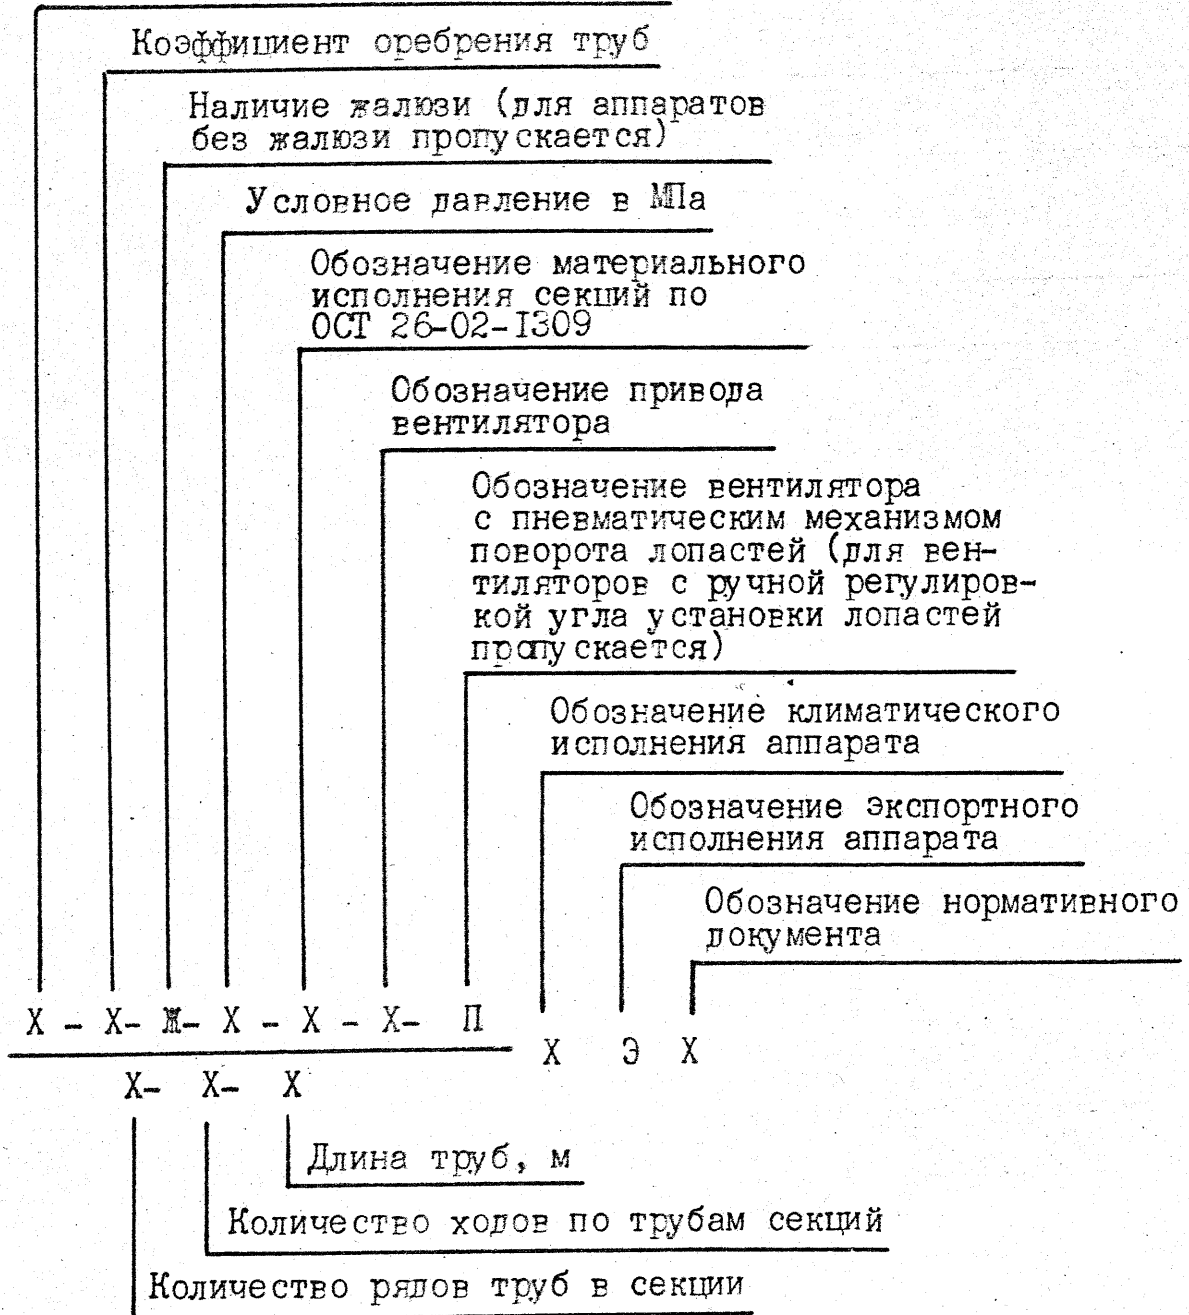 Коэффициент оребрения труб
Наличие жалюзи (для аппаратов
без жалюзи пропускается)
Условное давление в МПа
Обозначение материального
исполнения секций по
ОСТ 26-02-I309
Обозначение привода
вентилятора
Обозначение вентилятора
с пневматическим механизмом
поворота лопастей (для вен-
тиляторов с ручной регулиров-
кой угла установки лопастей
пропускается)
Обозначение климатического
исполнения аппарата
Обозначение экспортного
исполнения аппарата
Обозначение нормативного
документа
Х - Х- Ж- Х - Х - Х- П
Х Э Х
Х- Х- Х
Длина труб, м
Количество ходов по трубам секций
Количество рядов труб в секции